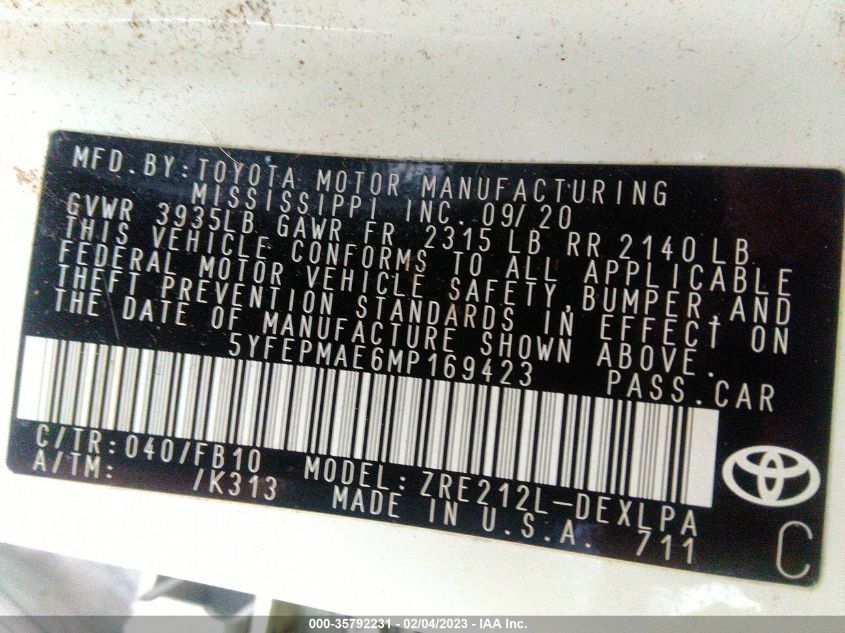 MFD.BY:TOYOTA MOTOR MANUFACTURING
MISSISSIPPI INC. 09/20
GVWR 3935LB GAWR FR 2315 LB RR 2140 LB
THIS VEHICLE CONFORMS TO ALL APPLICABLE
FEDERAL MOTOR VEHICLE SAFETY,BUMPER,AND
THEFT PREVENTION STANDARDS IN EFFECT ON
THE DATE OF MANUFACTURE SHOWN ABOVE.
5YFEPMAE6MP169423 PASS.CAR
C/TR:040/FB10 MODEL:ZRE212L-DEXLPA
A/TM: /K313 MADE IN U.S.A. 711
C
000-35792231 - 02/04/2023 - IAA Inc.